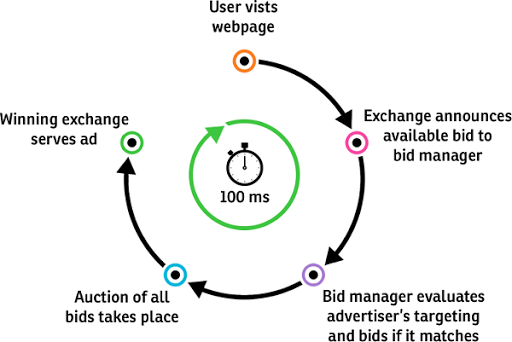 User vists
webpage
Exchange announces
available bid to
bid manager
Bid manager evaluates
advertiser's targeting
and bids if it matches
Auction of all
bids takes place
Winning exchange
serves ad
100 ms